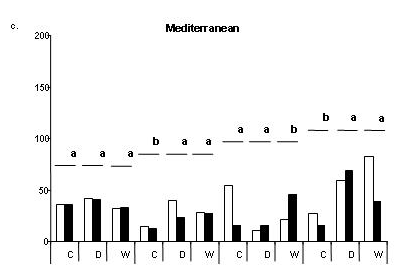 c.
Mediterranean
200
150
a a b
b a a
a a a b a a
100
50
0
C D W C D W C D W C D W